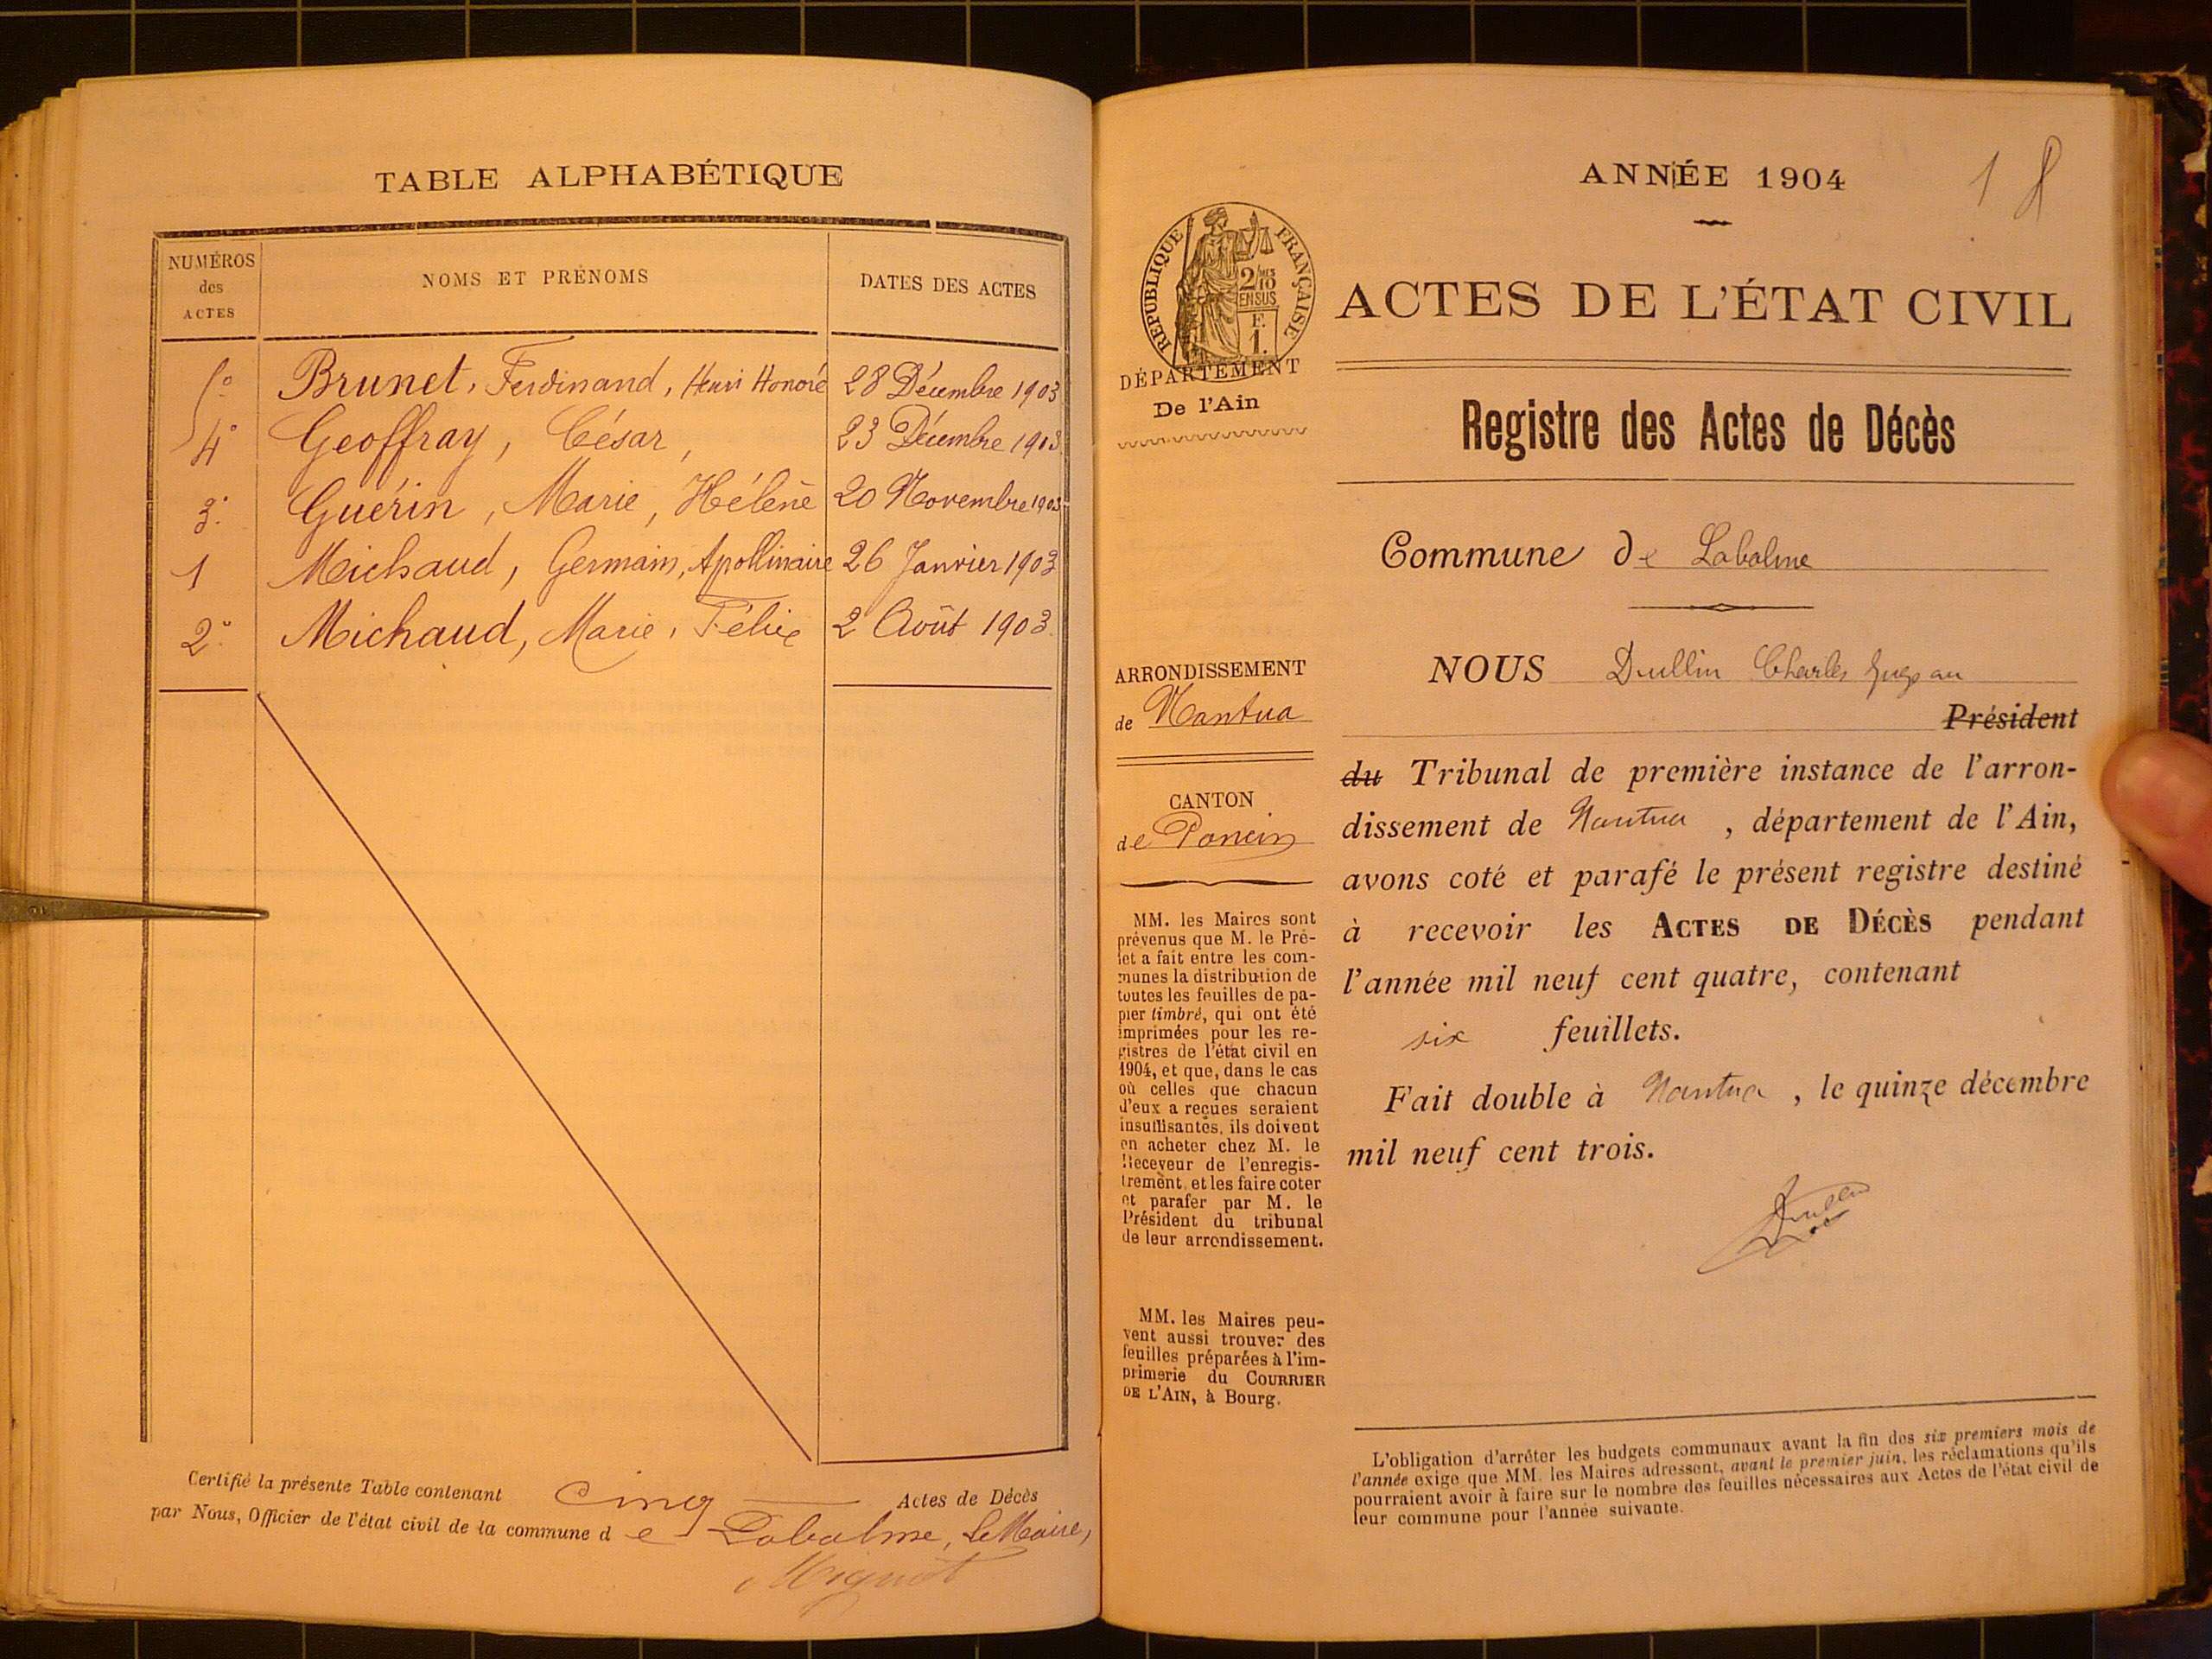 TABLE ALPHABÉTIQUE
NUMÉROS
des
ACTES
NOMS ET PRÉNOMS
DATES DES ACTES
5° Brunet, Ferdinand, Henri Honoré 28 Décembre 1903
4° Geoffray, César, 23 Décembre 1903
3° Guérin, Marie, Hélène 20 Novembre 1903
1 Michaud, Germain, Apollinaire 26 Janvier 1903
2° Michaud, Marie, Félix 2 Août 1903
Certifié la présente Table contenant cinq Actes de Décès
par Nous, Officier de l'état civil de la commune de Labalme, Le Maire,
Mignot
ANNÉE 1904
1
RÉPUBLIQUE FRANÇAISE
2/10
EN SUS
F.
1.
DÉPARTEMENT
De l'Ain
ARRONDISSEMENT
de Nantua
CANTON
de Poncin
MM. les Maires sont
prévenus que M. le Pré-
fet a fait entre les com-
munes la distribution de
toutes les feuilles de pa-
pier timbré, qui ont été
imprimées pour les re-
gistres de l'état civil en
1904, et que, dans le cas
où celles que chacun
d'eux a reçues seraient
insuffisantes, ils doivent
en acheter chez M. le
Receveur de l'enregis-
trement, et les faire coter
et parafer par M. le
Président du tribunal
de leur arrondissement.
MM. les Maires peu-
vent aussi trouver des
feuilles préparées à l'im-
primerie du COURRIER
DE L'AIN, à Bourg.
ACTES DE L'ÉTAT CIVIL
Registre des Actes de Décès
Commune de Labalme
NOUS Dullin Charles Juge au
Président
du Tribunal de première instance de l'arron-
dissement de Nantua, département de l'Ain,
avons coté et parafé le présent registre destiné
à recevoir les ACTES DE DÉCÈS pendant
l'année mil neuf cent quatre, contenant
six feuillets.
Fait double à Nantua, le quinze décembre
mil neuf cent trois.
Dullin
L'obligation d'arrêter les budgets communaux avant la fin des six premiers mois de
l'année exige que MM. les Maires adressent, avant le premier juin, les réclamations qu'ils
pourraient avoir à faire sur le nombre des feuilles nécessaires aux Actes de l'état civil de
leur commune pour l'année suivante.